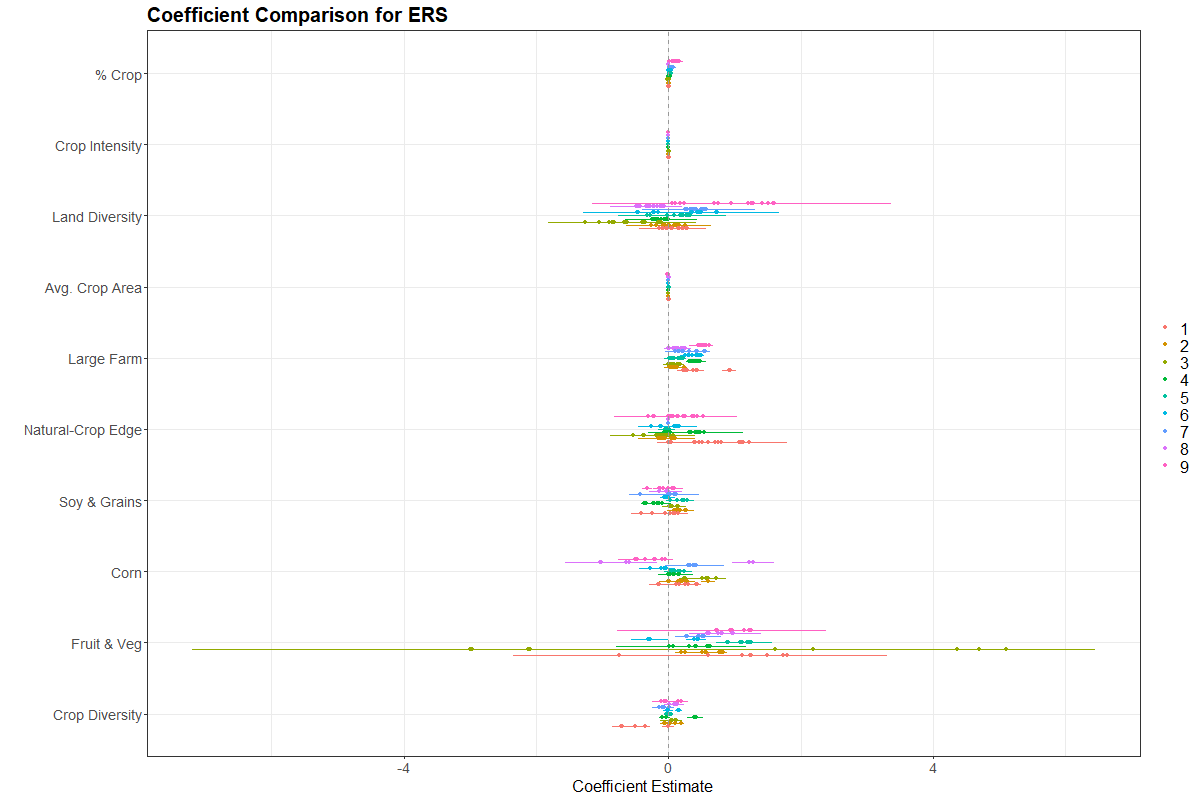 Coefficient Comparison for ERS
% Crop
Crop Intensity
Land Diversity
Avg. Crop Area
Large Farm
Natural-Crop Edge
Soy & Grains
Corn
Fruit & Veg
Crop Diversity
-4
0
4
Coefficient Estimate
1
2
3
4
5
6
7
8
9